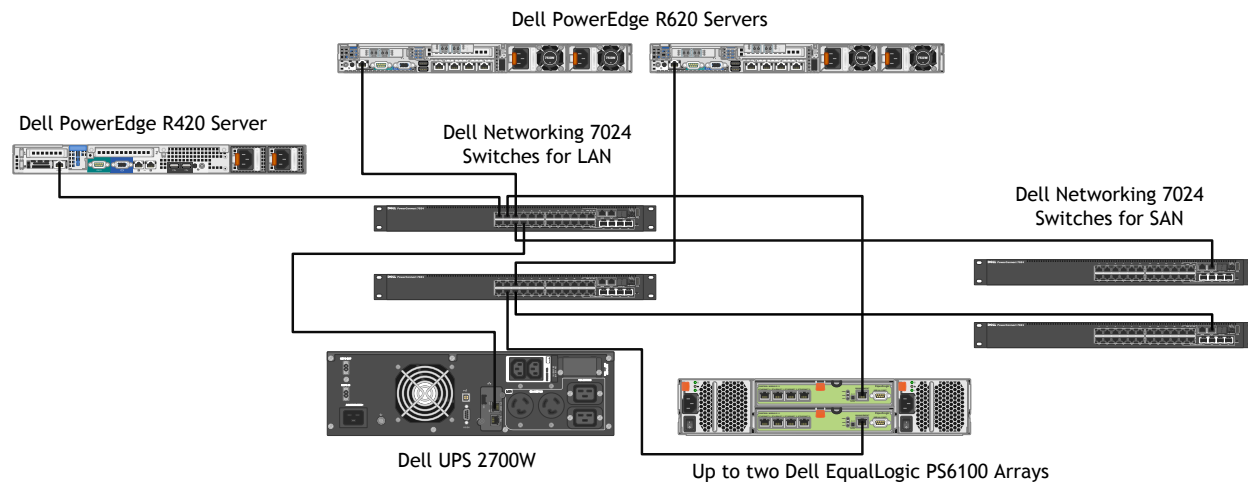 Dell PowerEdge R620 Servers
Dell PowerEdge R420 Server
Dell Networking 7024
Switches for LAN
Dell Networking 7024
Switches for SAN
Dell UPS 2700W
Up to two Dell EqualLogic PS6100 Arrays